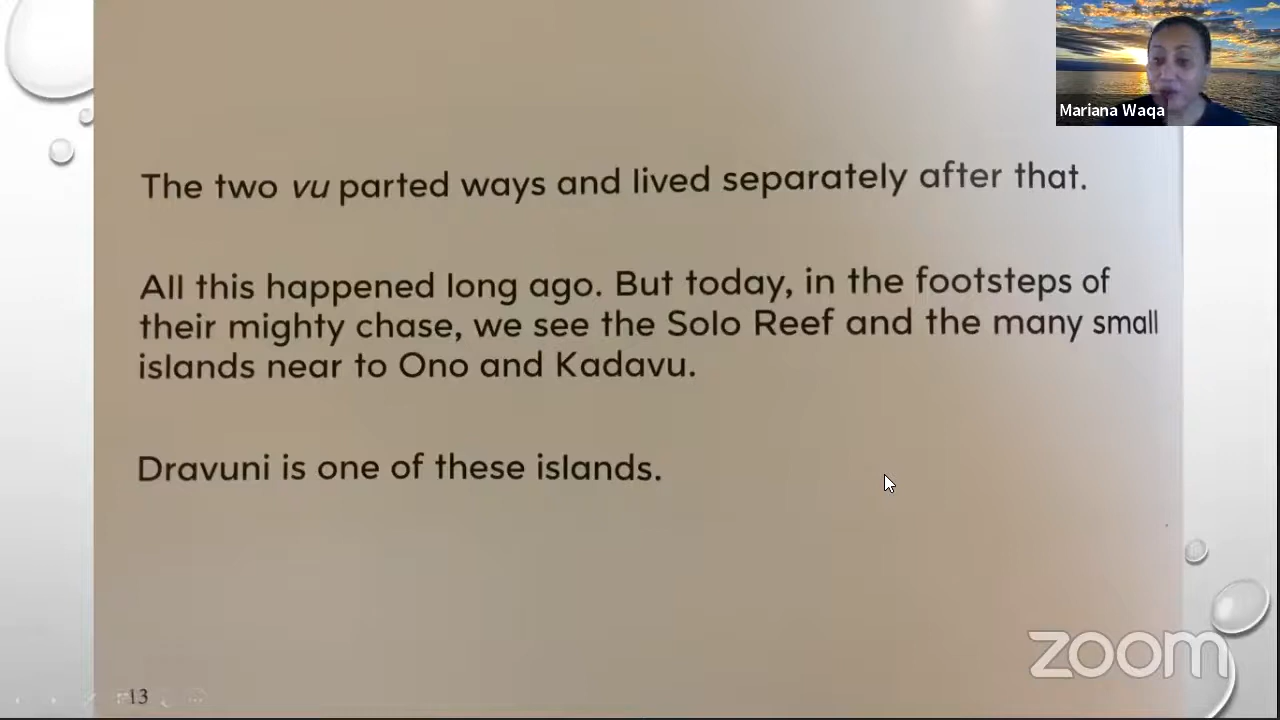 Mariana Waqa
The two vu parted ways and lived separately after that.
All this happened long ago. But today, in the footsteps of
their mighty chase, we see the Solo Reef and the many small
islands near to Ono and Kadavu.
Dravuni is one of these islands.
zoom
13